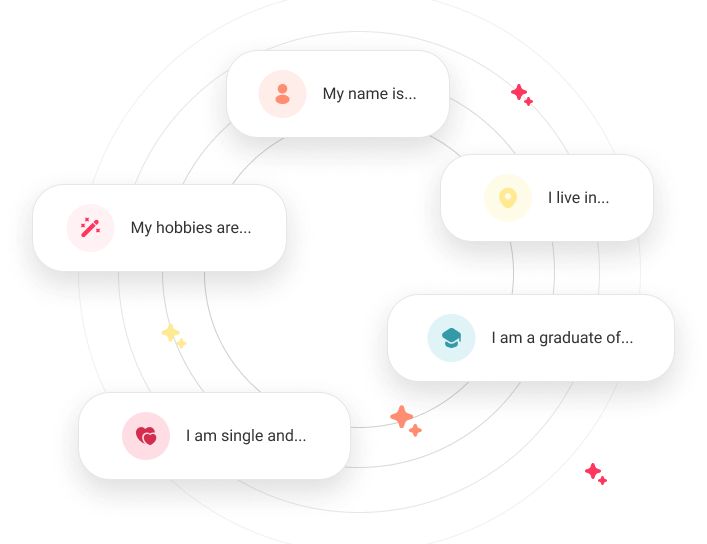 My name is...
I live in...
My hobbies are...
I am a graduate of...
I am single and...